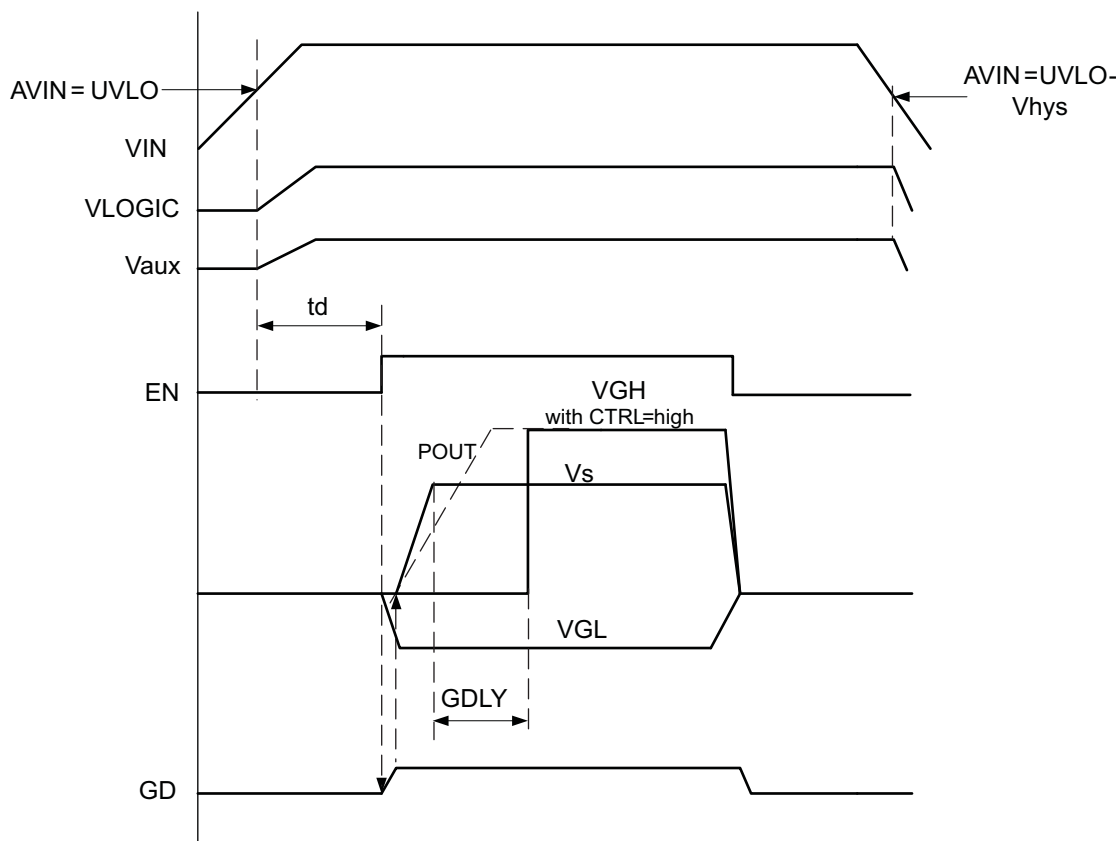 AVIN = UVLO
AVIN =UVLO-
Vhys
VIN
VLOGIC
Vaux
td
EN
VGH
with CTRL=high
POUT
Vs
VGL
GDLY
GD